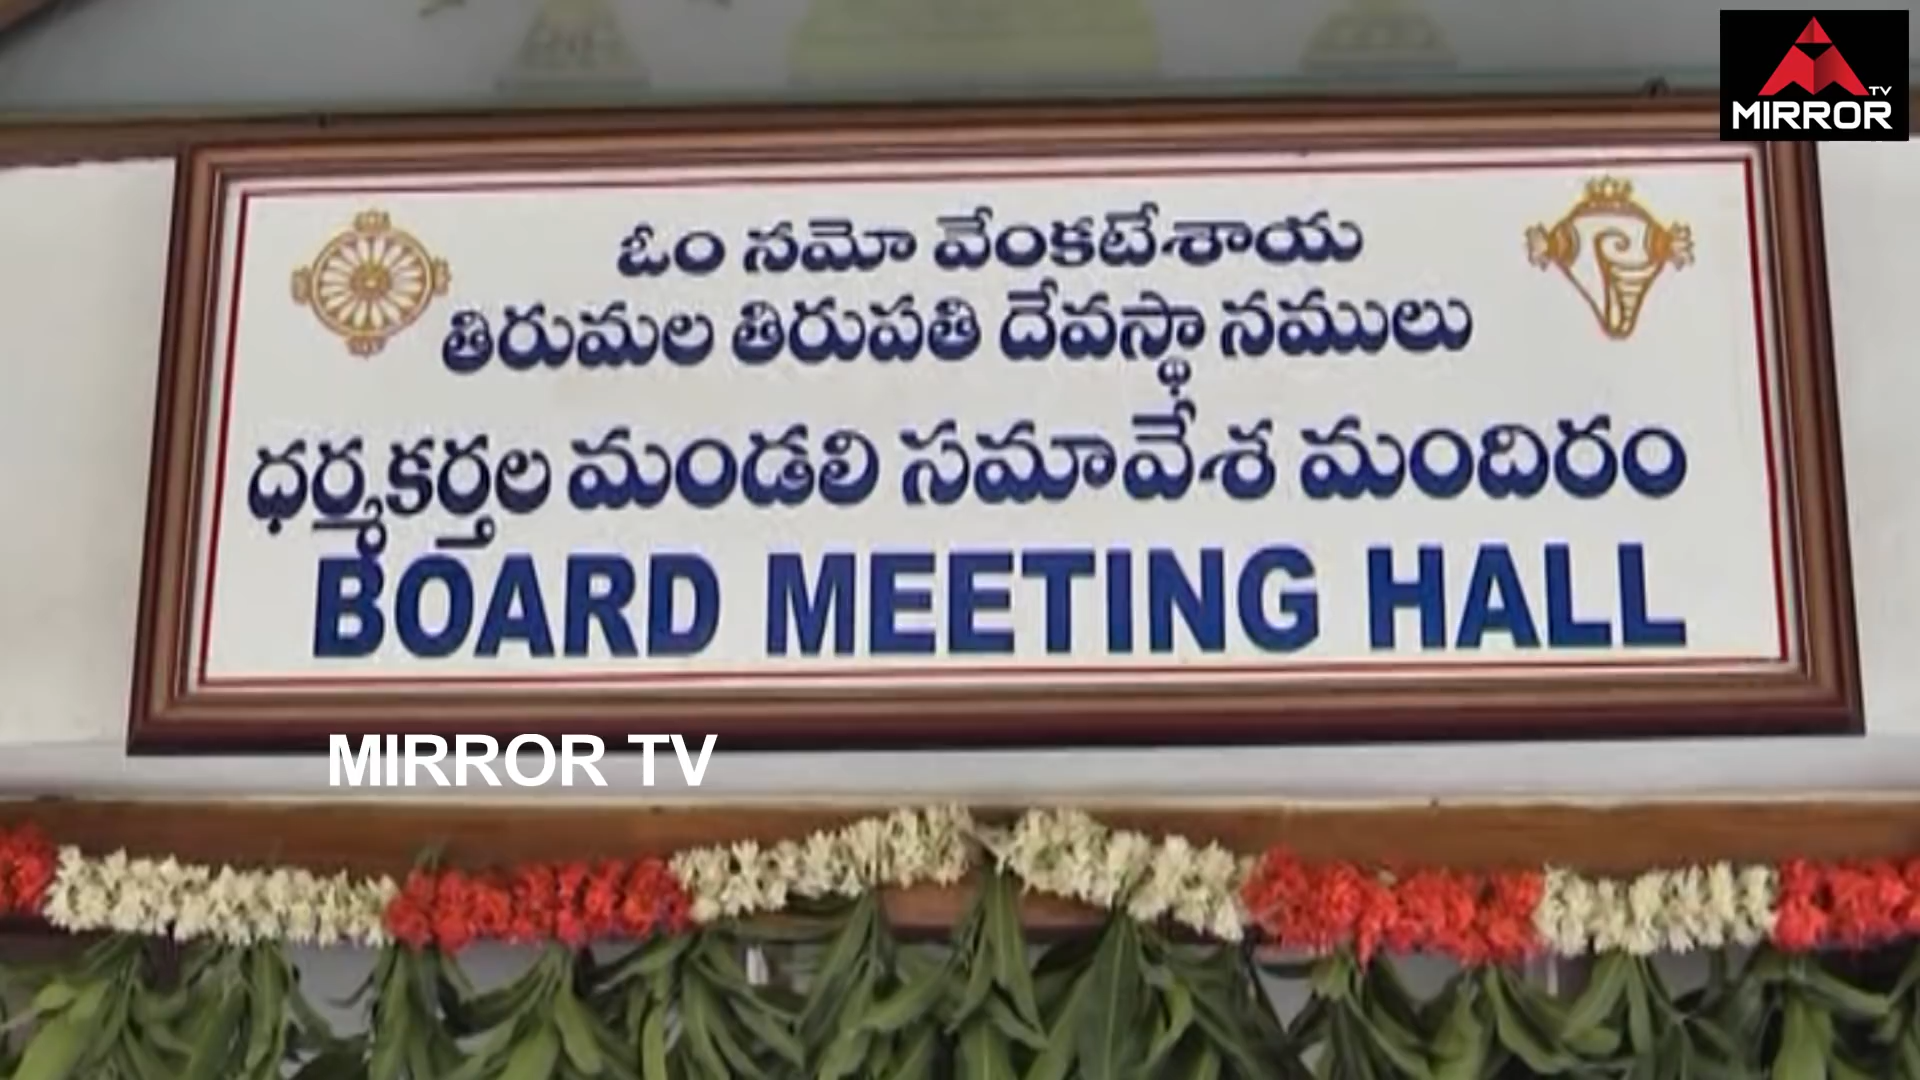 MIRROR TV
ఓం నమో వేంకటేశాయ
తిరుమల తిరుపతి దేవస్థానములు
ధర్మకర్తల మండలి సమావేశ మందిరం
BOARD MEETING HALL
MIRROR TV